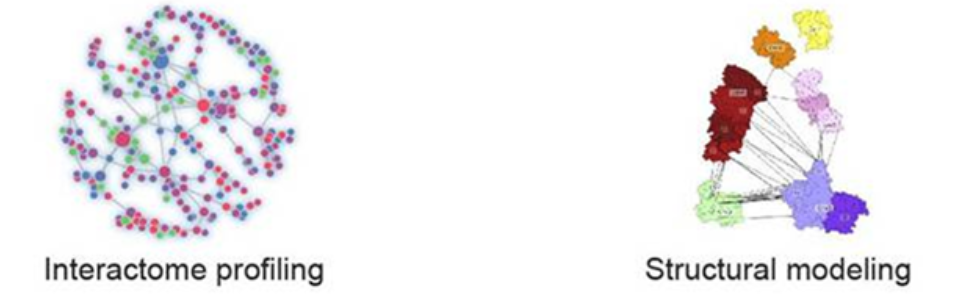 Interactome profiling
Structural modeling